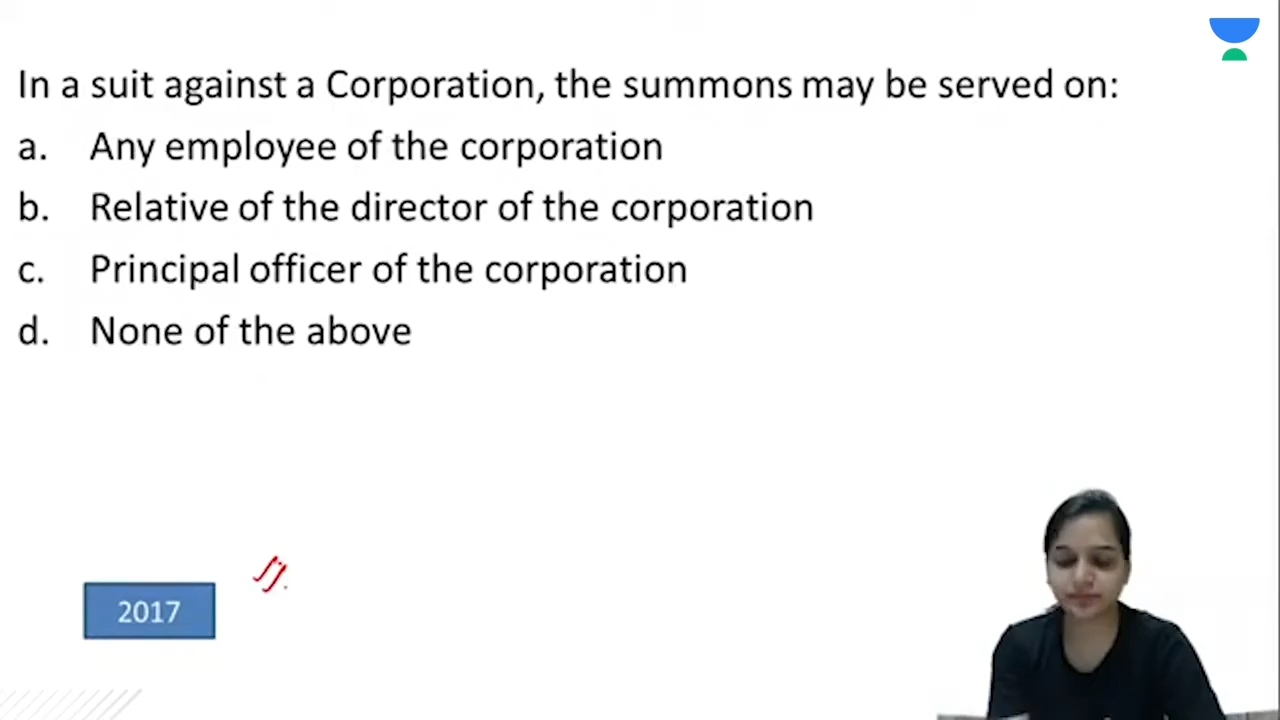 In a suit against a Corporation, the summons may be served on:
a. Any employee of the corporation
b. Relative of the director of the corporation
c. Principal officer of the corporation
d. None of the above
2017